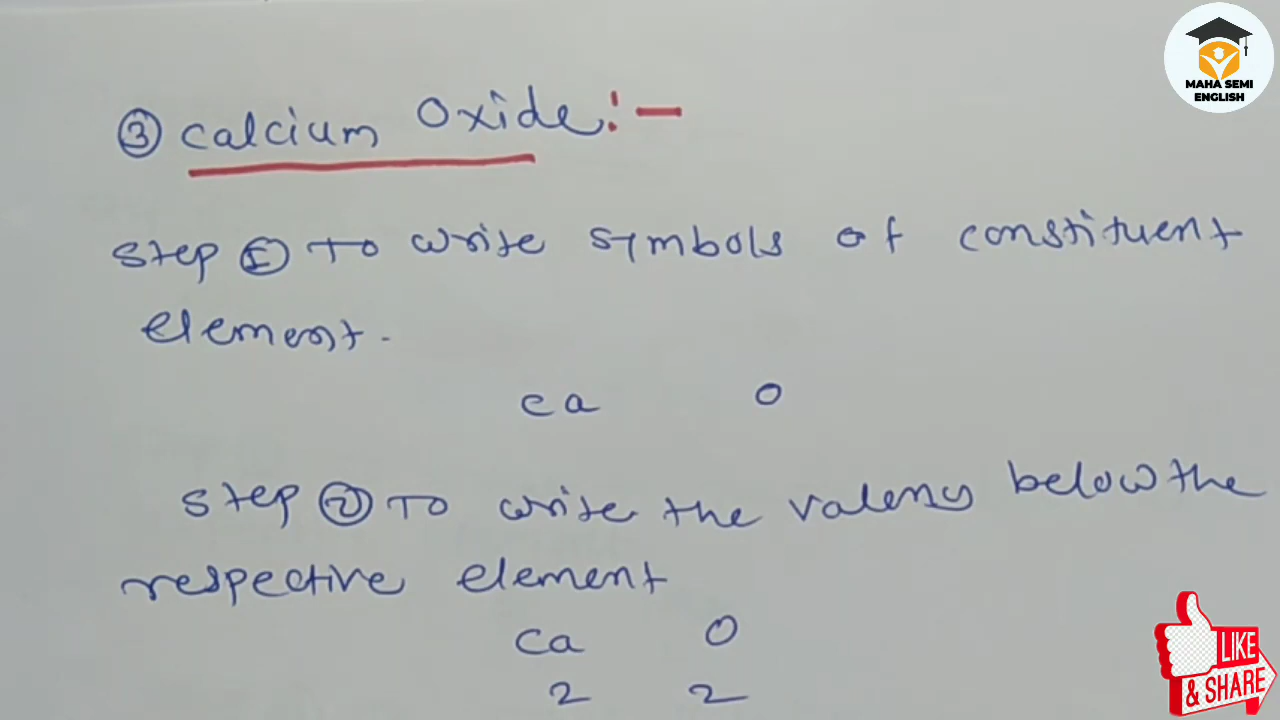 MAHA SEMI
ENGLISH
③ Calcium Oxide:-
Step ① To write symbols of constituent
element.
Ca O
Step ② To write the valency below the
respective element
Ca O
2 2
LIKE
& SHARE